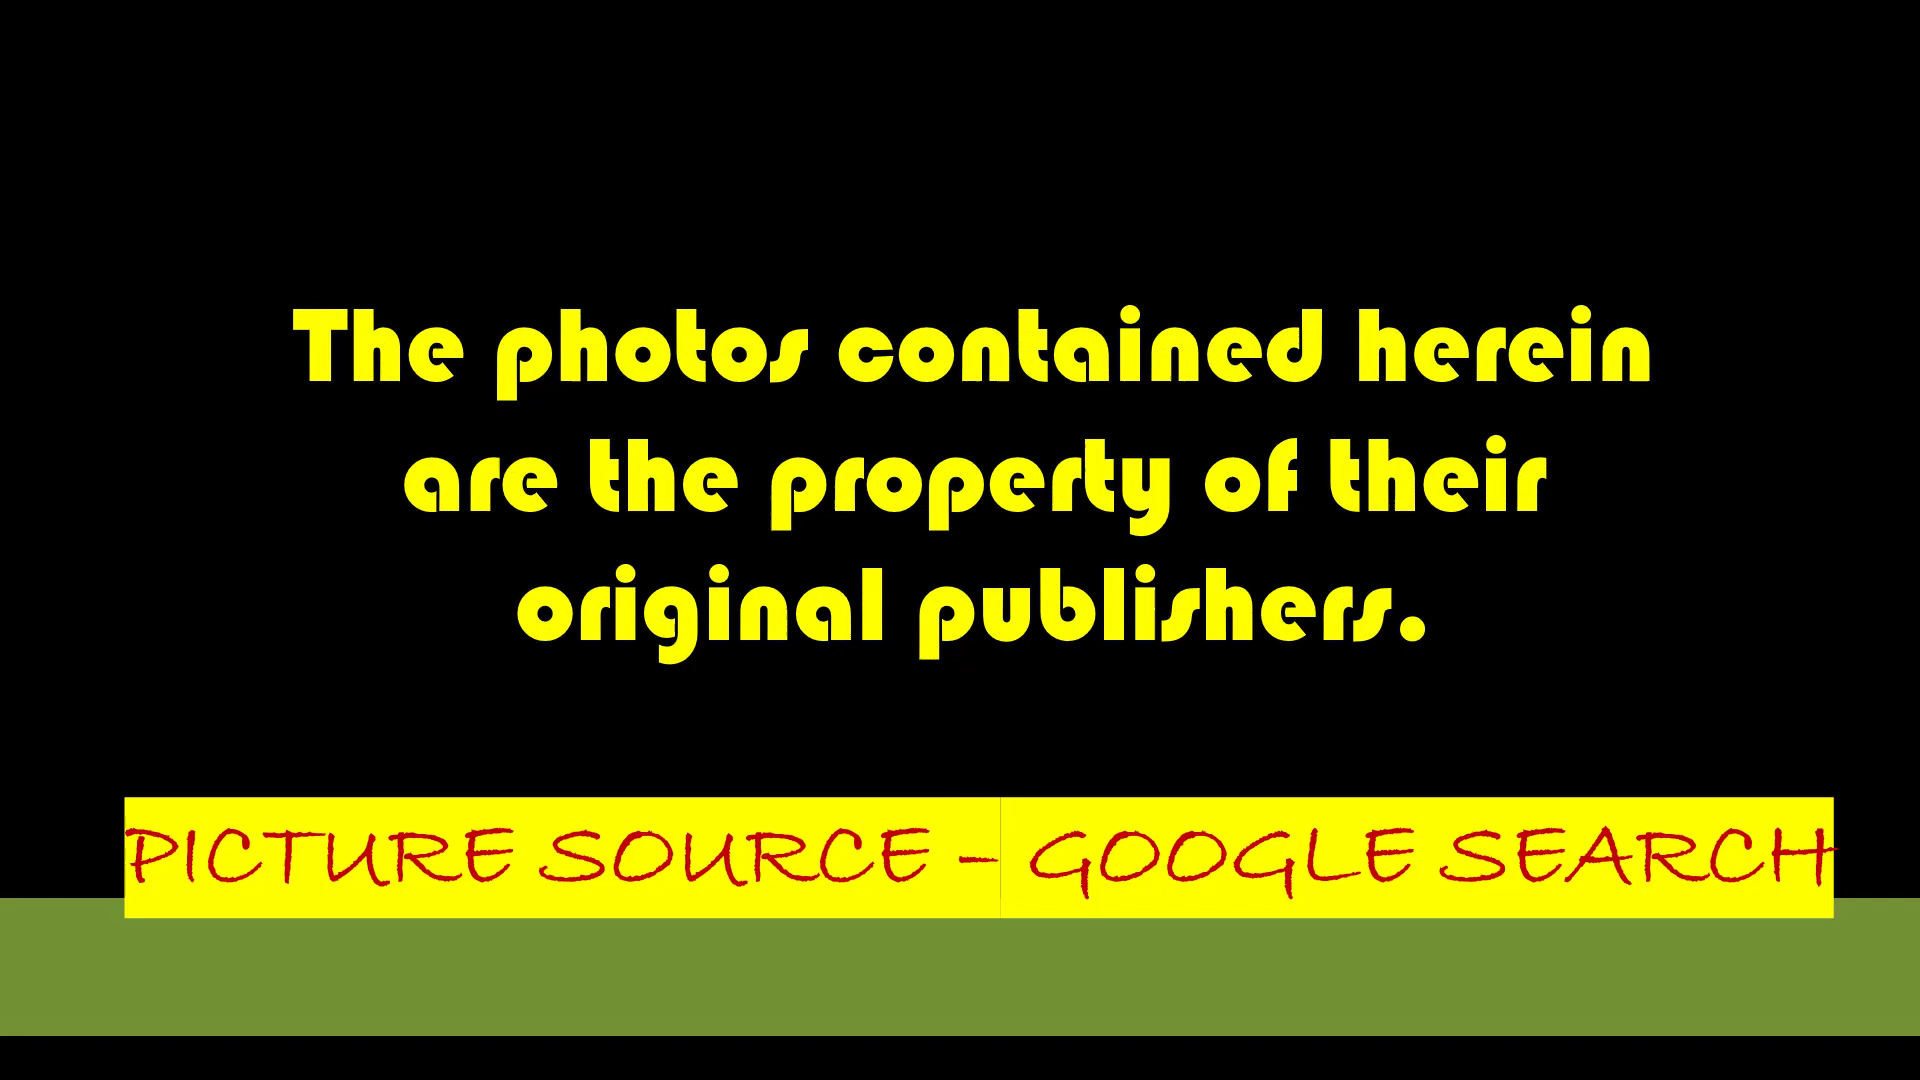 The photos contained herein
are the property of their
original publishers.
PICTURE SOURCE – GOOGLE SEARCH